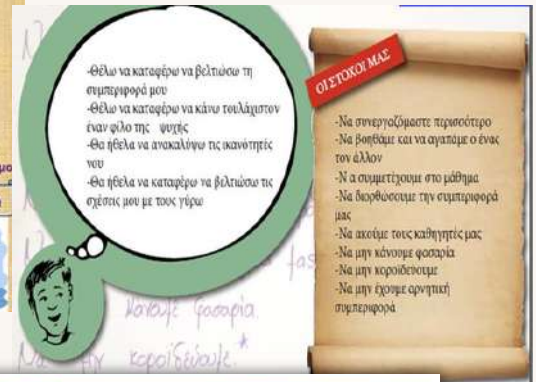 -Θέλω να καταφέρω να βελτιώσω τη
συμπεριφορά μου
-Θέλω να καταφέρω να κάνω τουλάχιστον
έναν φίλο της ψυχής
-Θα ήθελα να ανακαλύψω τις ικανότητές
νου
-Θα ήθελα να καταφέρω να βελτιώσω τις
σχέσεις μου με τους γύρω
ΟΙ ΣΤΟΧΟΙ ΜΑΣ
-Να συνεργαζόμαστε περισσότερο
-Να βοηθάμε και να αγαπάμε ο ένας
τον άλλον
-Ν α συμμετέχουμε στο μάθημα
-Να διορθώσουμε την συμπεριφορά
μας
-Να ακούμε τους καθηγητές μας
-Να μην κάνουμε φασαρία
-Να μην κοροϊδεύουμε
-Να μην έχουμε αρνητική
συμπεριφορά
κάνουμε φασαρία.
κοροϊδεύουμε.*